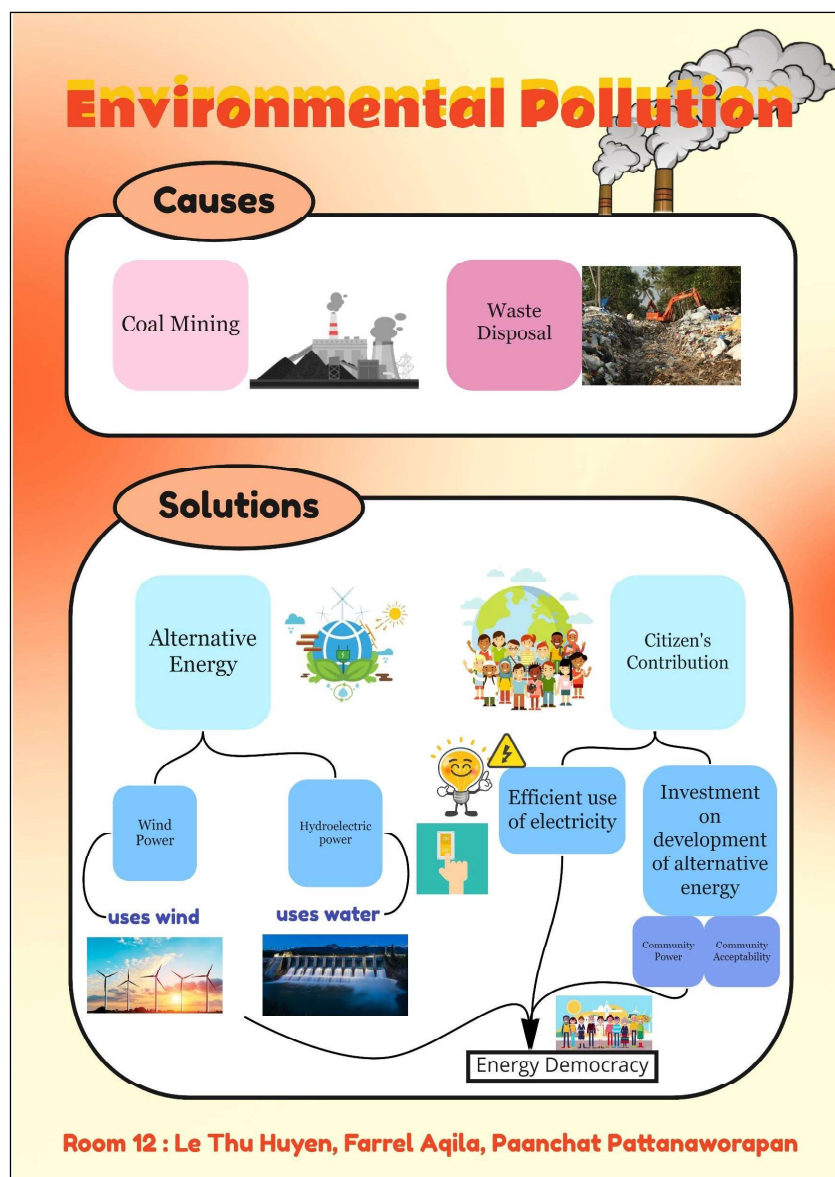 Environmental Pollution
Causes
Coal Mining
Waste
Disposal
Solutions
Alternative
Energy
Citizen's
Contribution
Wind
Power
Hydroelectric
power
Efficient use
of electricity
Investment
on
development
of alternative
energy
uses wind
uses water
Community
Power
Community
Acceptability
Energy Democracy
Room 12 : Le Thu Huyen, Farrel Aqila, Paanchat Pattanaworapan